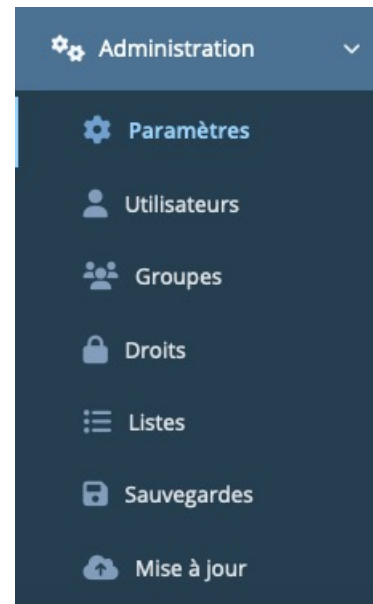 Administration
Paramètres
Utilisateurs
Groupes
Droits
Listes
Sauvegardes
Mise à jour